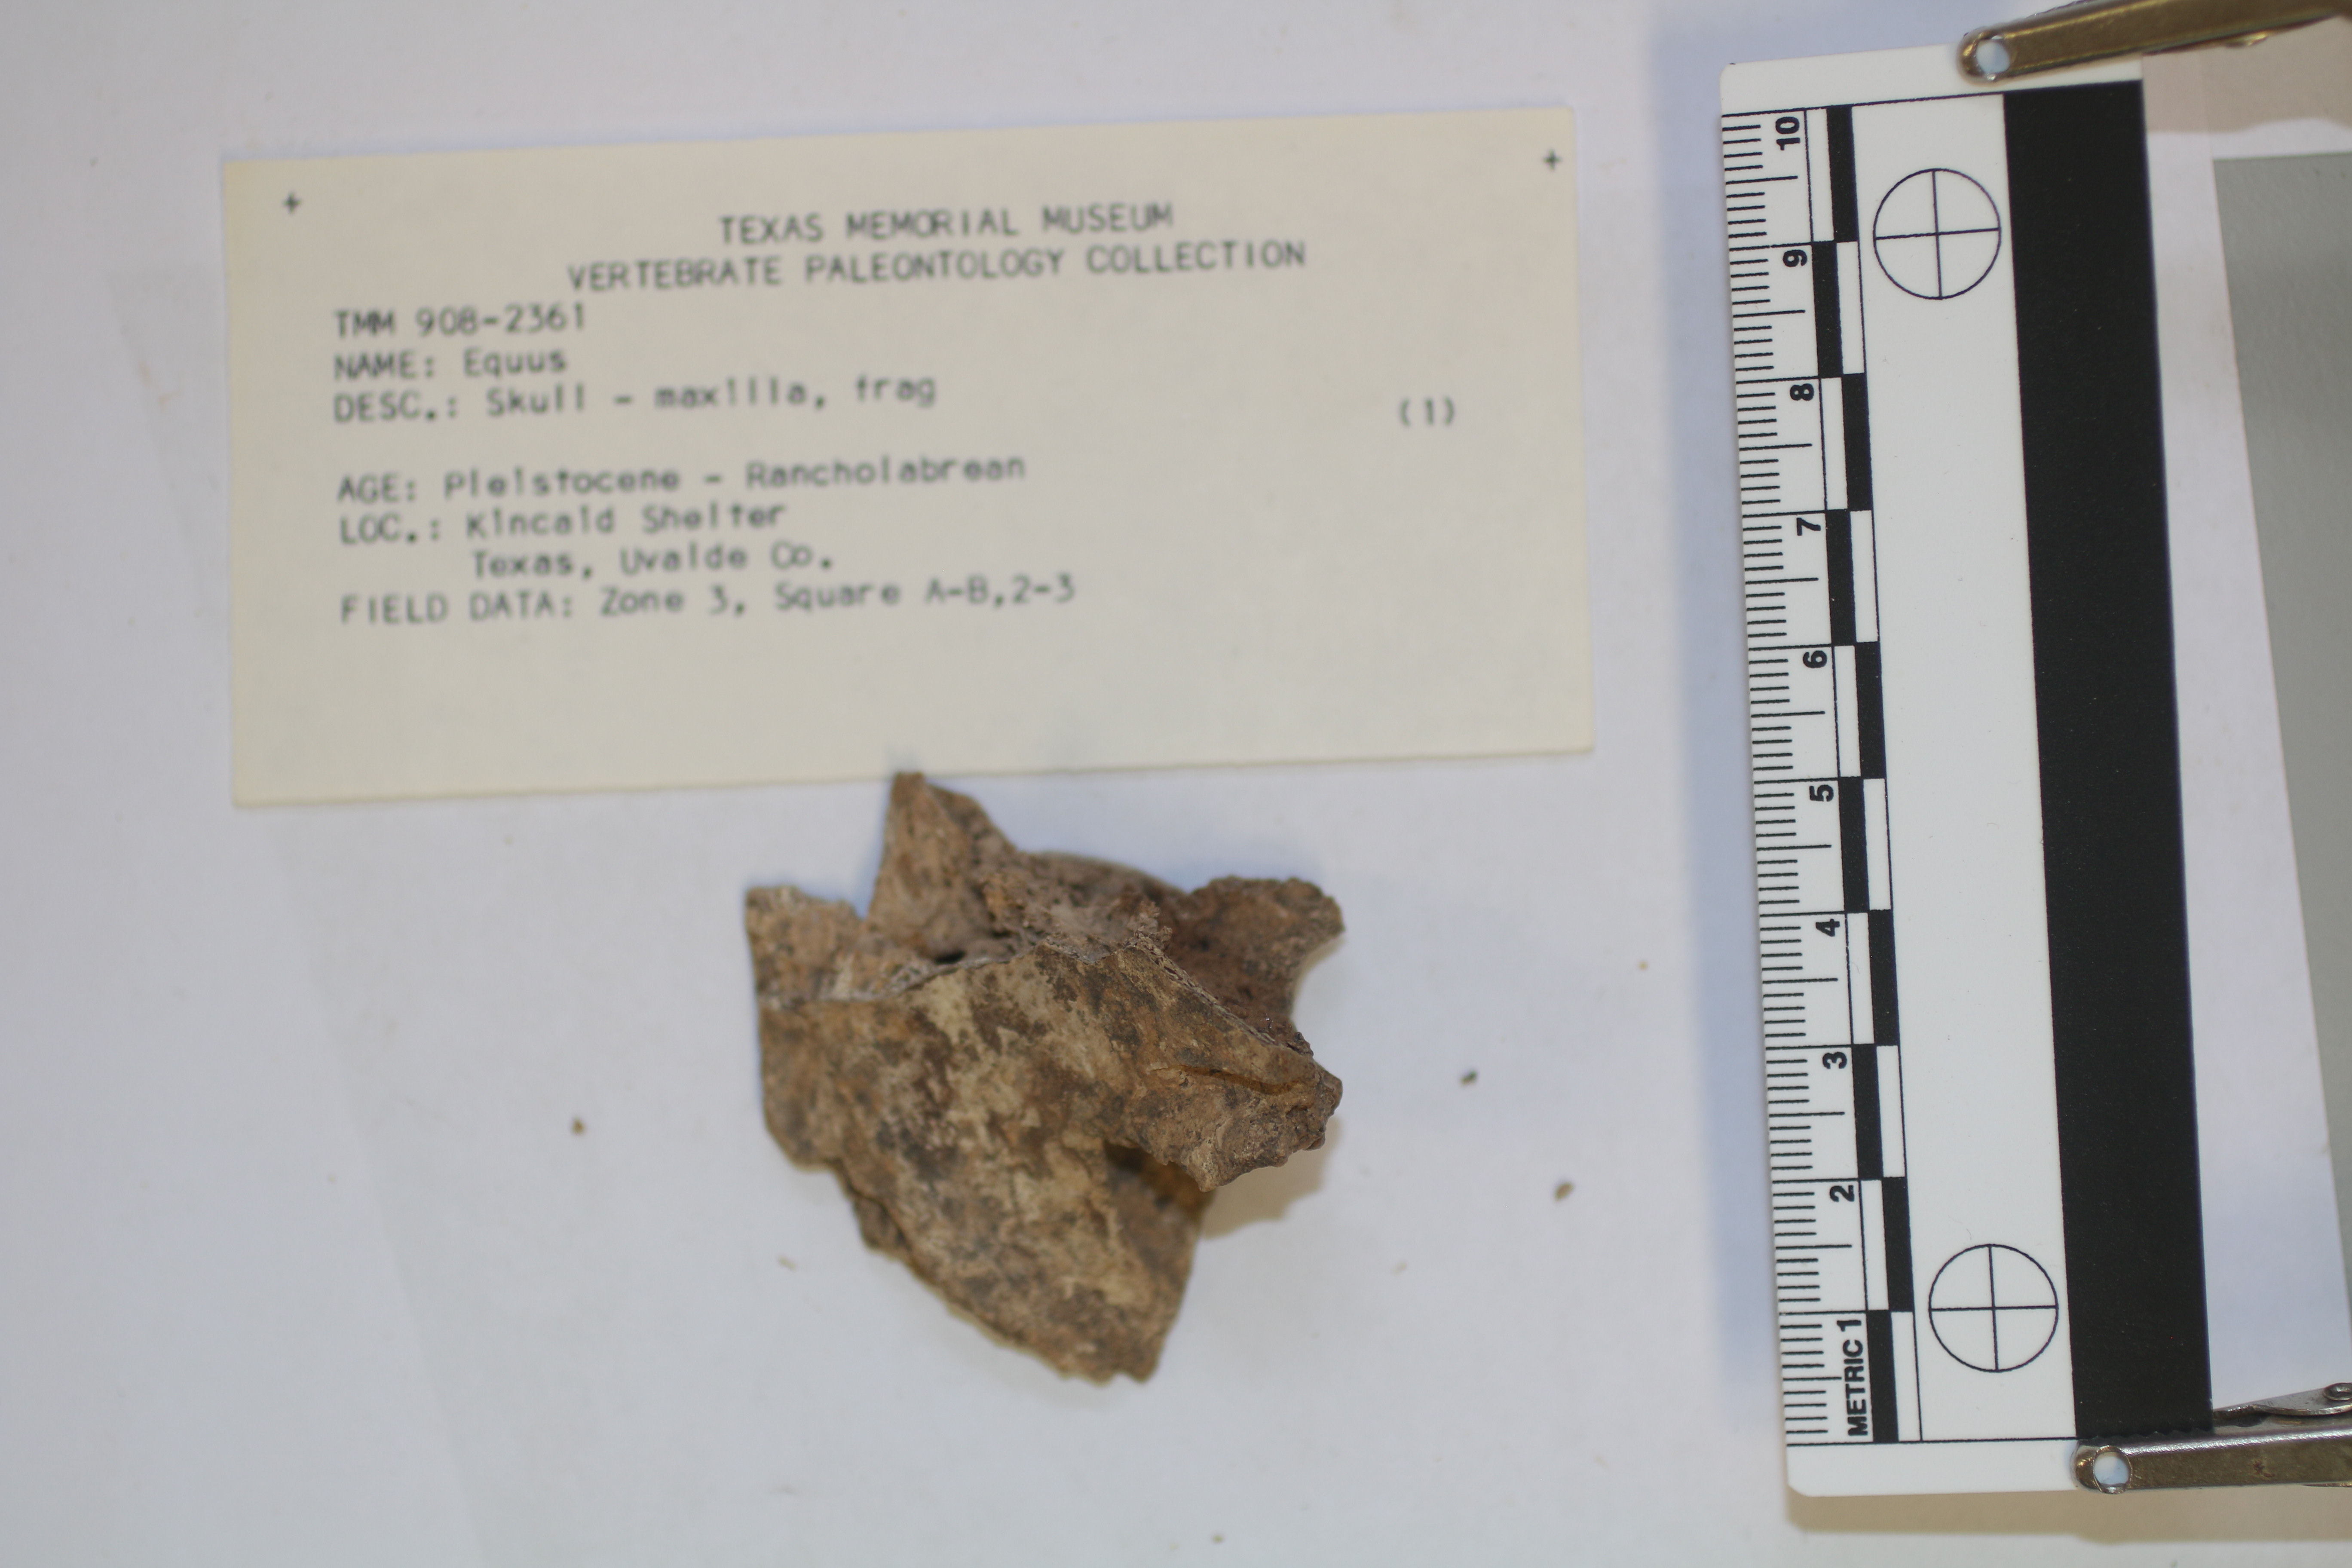 + +
TEXAS MEMORIAL MUSEUM
VERTEBRATE PALEONTOLOGY COLLECTION
TMM 908-2361
NAME: Equus
DESC.: Skull - maxilla, frag (1)
AGE: Pleistocene - Rancholabrean
LOC.: Kincaid Shelter
Texas, Uvalde Co.
FIELD DATA: Zone 3, Square A-B,2-3
METRIC 1 2 3 4 5 6 7 8 9 10